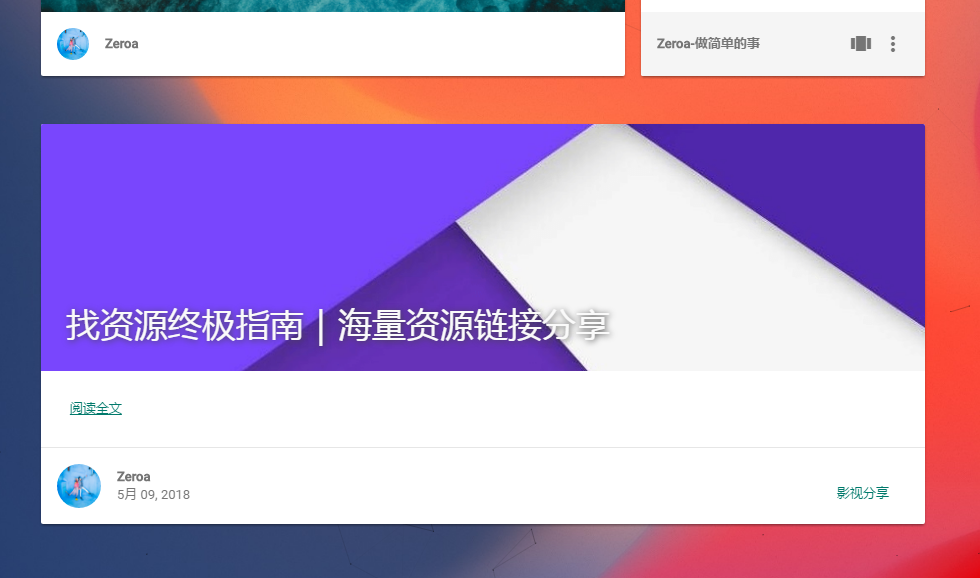 Zeroa
Zeroa-做简单的事
找资源终极指南｜海量资源链接分享
阅读全文
Zeroa
5月 09, 2018
影视分享